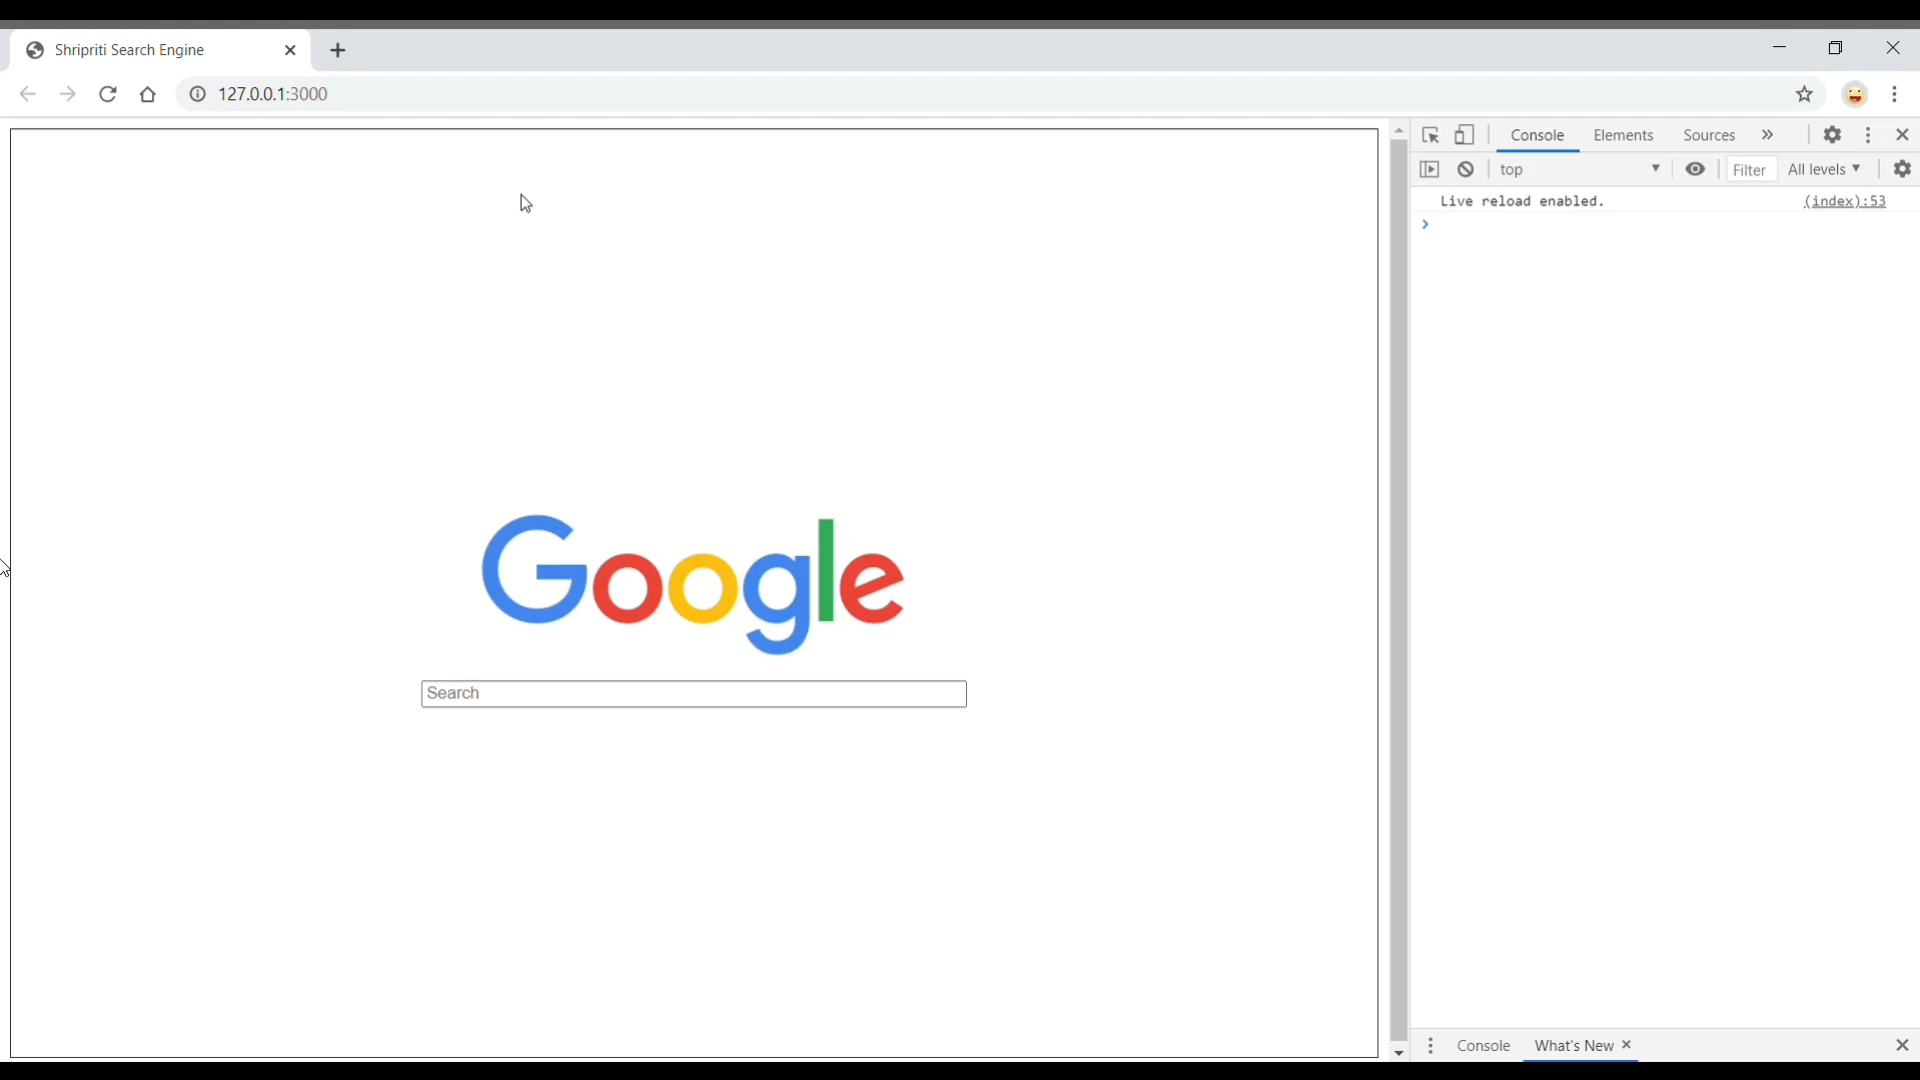 Shripriti Search Engine
127.0.0.1:3000
Console Elements Sources
top Filter All levels
Live reload enabled. (index):53
Google
Search
Console What's New